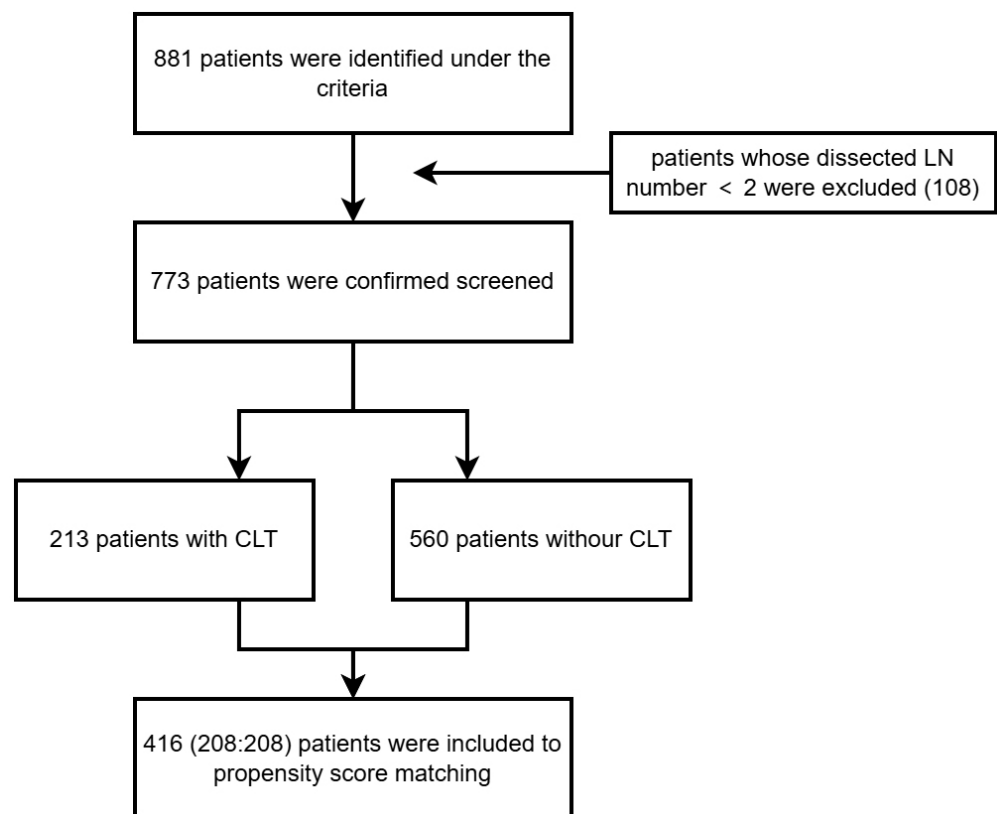 881 patients were identified under the
criteria
patients whose dissected LN
number < 2 were excluded (108)
773 patients were confirmed screened
213 patients with CLT
560 patients withour CLT
416 (208:208) patients were included to
propensity score matching